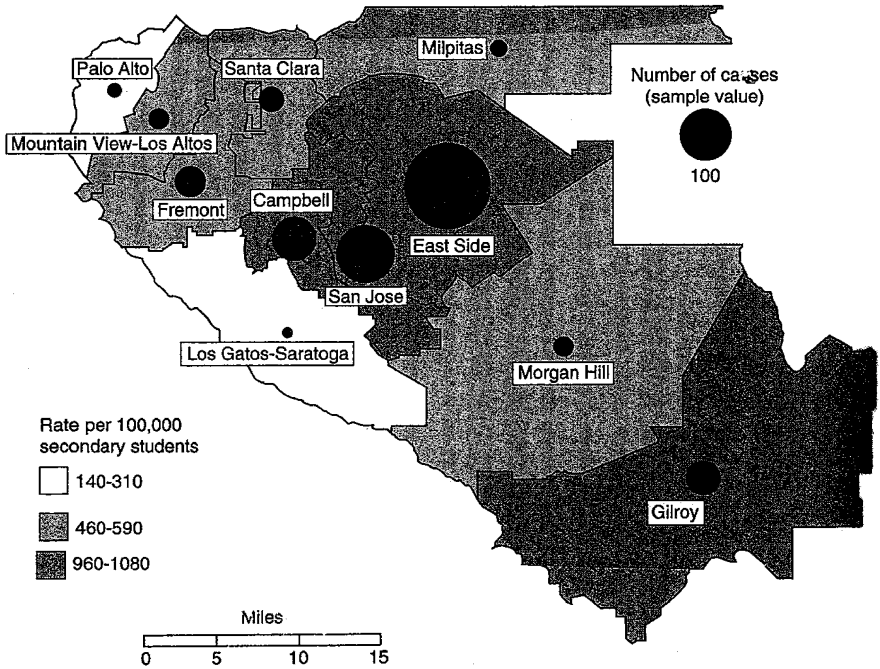 Palo Alto
Santa Clara
Milpitas
Mountain View-Los Altos
Fremont
Campbell
East Side
San Jose
Los Gatos-Saratoga
Morgan Hill
Gilroy
Number of causes
(sample value)
100
Rate per 100,000
secondary students
140-310
460-590
960-1080
Miles
0 5 10 15